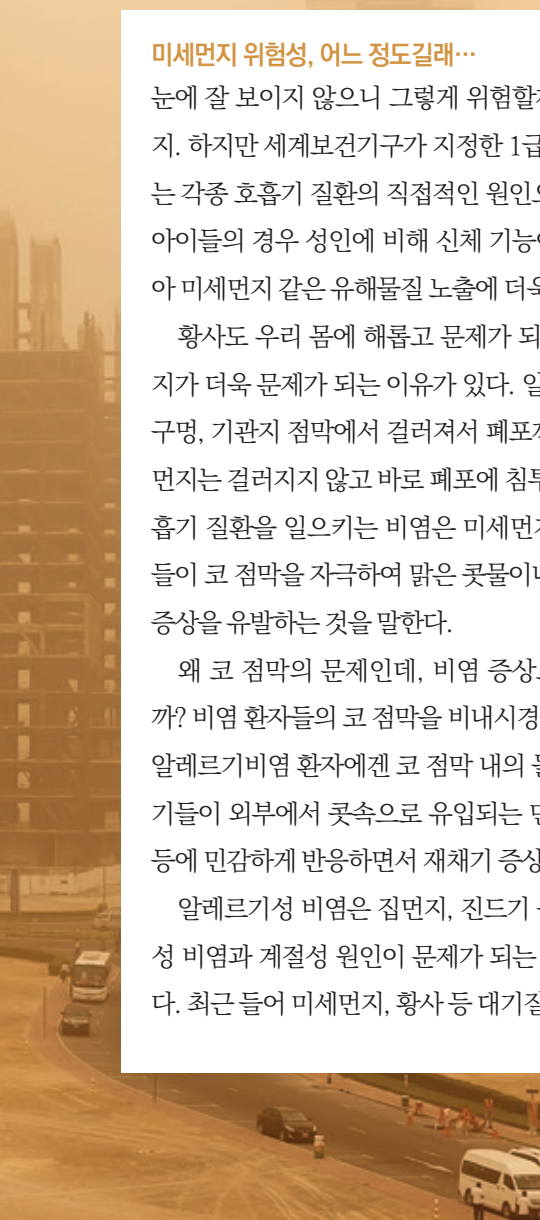 미세먼지 위험성, 어느 정도길래…
눈에 잘 보이지 않으니 그렇게 위험할
지. 하지만 세계보건기구가 지정한 1급
는 각종 호흡기 질환의 직접적인 원인
아이들의 경우 성인에 비해 신체 기능
아 미세먼지 같은 유해물질 노출에 더욱
황사도 우리 몸에 해롭고 문제가 되
지가 더욱 문제가 되는 이유가 있다. 일
구멍, 기관지 점막에서 걸러져서 폐포
먼지는 걸러지지 않고 바로 폐포에 침투
흡기 질환을 일으키는 비염은 미세먼지
들이 코 점막을 자극하여 맑은 콧물이
증상을 유발하는 것을 말한다.
왜 코 점막의 문제인데, 비염 증상
까? 비염 환자들의 코 점막을 비내시경
알레르기비염 환자에겐 코 점막 내의
기들이 외부에서 콧속으로 유입되는
등에 민감하게 반응하면서 재채기 증상
알레르기성 비염은 집먼지, 진드기
성 비염과 계절성 원인이 문제가 되는
다. 최근 들어 미세먼지, 황사 등 대기질